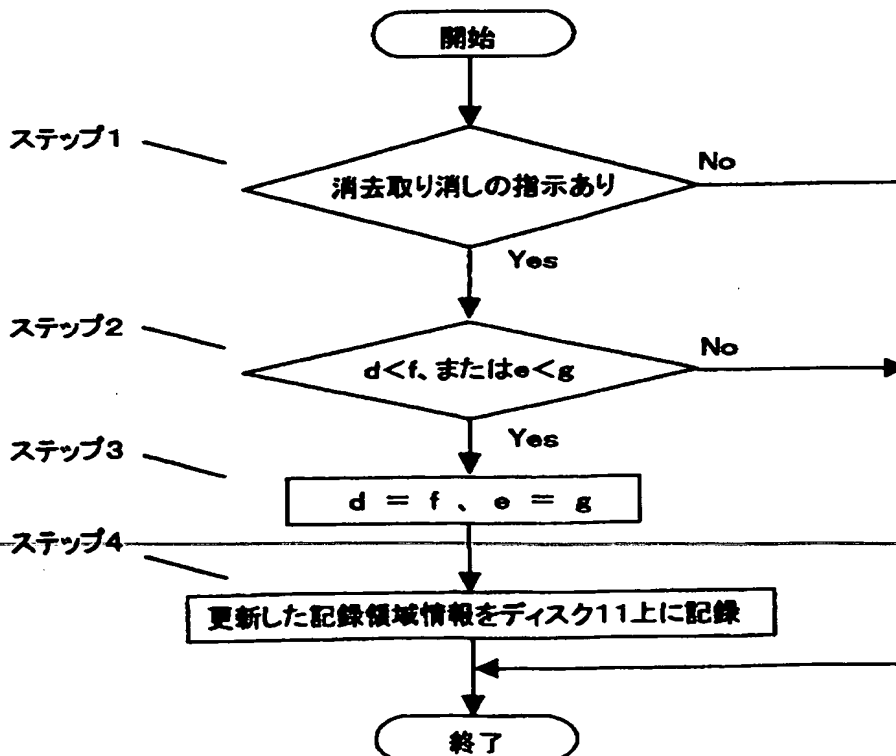 開始
ステップ1
消去取り消しの指示あり
No
Yes
ステップ2
d<f、またはe<g
No
Yes
ステップ3
d = f 、 e = g
ステップ4
更新した記録領域情報をディスク11上に記録
終了